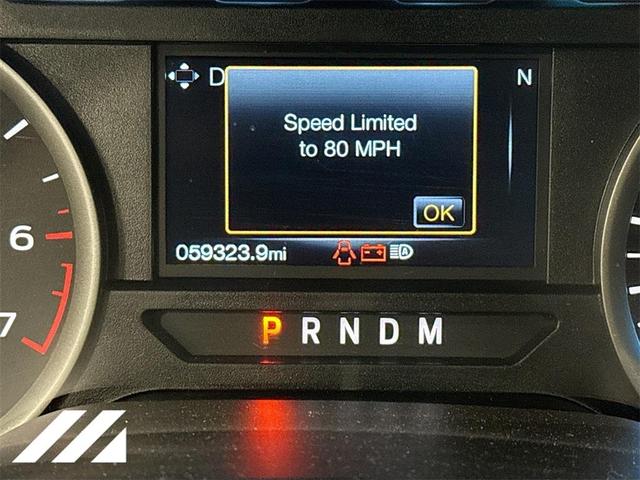 D
N
Speed Limited
to 80 MPH
OK
059323.9mi
6
7
P R N D M